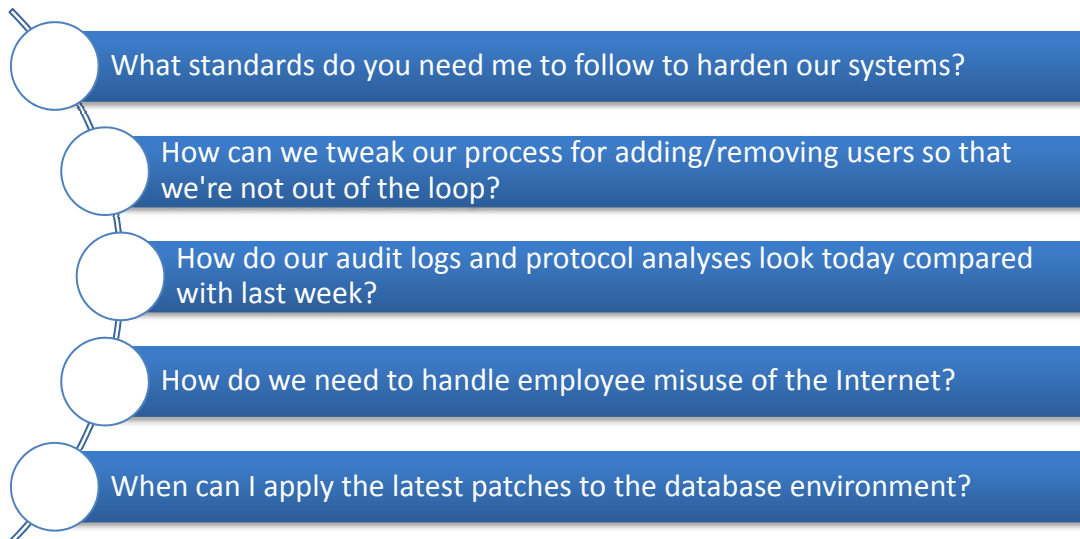 What standards do you need me to follow to harden our systems?
How can we tweak our process for adding/removing users so that
we're not out of the loop?
How do our audit logs and protocol analyses look today compared
with last week?
How do we need to handle employee misuse of the Internet?
When can I apply the latest patches to the database environment?